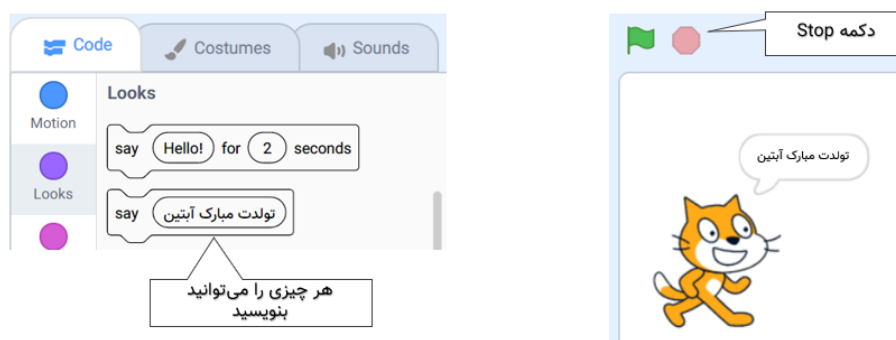 Code
Costumes
Sounds
Motion
Looks
Looks
say Hello! for 2 seconds
say تولدت مبارک آبتین
هر چیزی را می‌توانید
بنویسید
دکمه Stop
تولدت مبارک آبتین